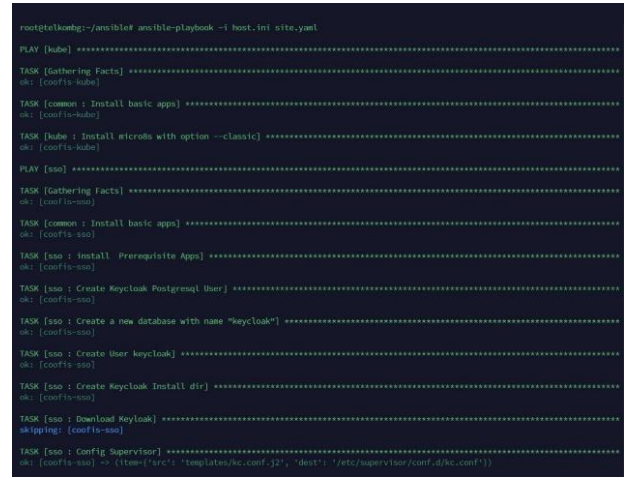 root@telkombg:~/ansible# ansible-playbook -i host.ini site.yaml
PLAY [kube] ****************************************************************************************************
TASK [Gathering Facts] ******************************************************************************************
ok: [coofis-kube]
TASK [common : Install basic apps] ******************************************************************************
ok: [coofis-kube]
TASK [kube : Install micro8s with option --classic] *************************************************************
ok: [coofis-kube]
PLAY [sso] *****************************************************************************************************
TASK [Gathering Facts] ******************************************************************************************
ok: [coofis-sso]
TASK [common : Install basic apps] ******************************************************************************
ok: [coofis-sso]
TASK [sso : install  Prerequisite Apps] *************************************************************************
ok: [coofis-sso]
TASK [sso : Create Keycloak Postgresql User] ********************************************************************
ok: [coofis-sso]
TASK [sso : Create a new database with name "keycloak"] *********************************************************
ok: [coofis-sso]
TASK [sso : Create User keycloak] *******************************************************************************
ok: [coofis-sso]
TASK [sso : Create Keycloak Install dir] ************************************************************************
ok: [coofis-sso]
TASK [sso : Download Keyloak] ***********************************************************************************
skipping: [coofis-sso]
TASK [sso : Config Supervisor] **********************************************************************************
ok: [coofis-sso] => (item={'src': 'templates/kc.conf.j2', 'dest': '/etc/supervisor/conf.d/kc.conf'})